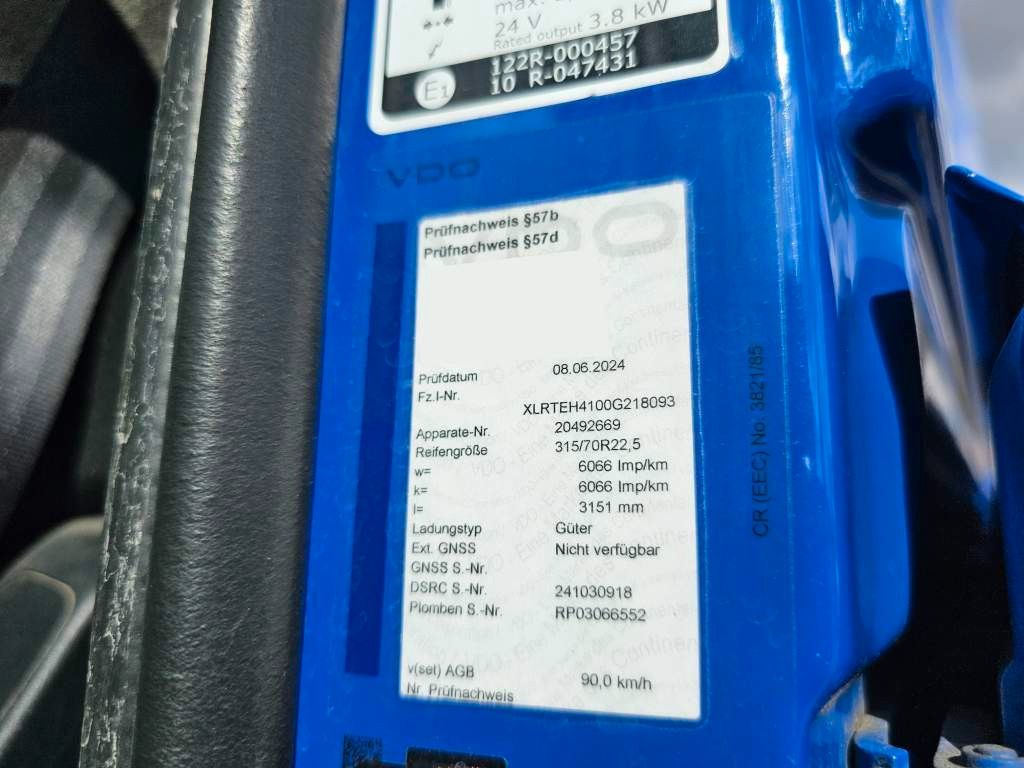 24 V
Rated output 3.8 kW
122R-000457
10 R-047431
E1
VDO
Prüfnachweis §57b
Prüfnachweis §57d
Prüfdatum 08.06.2024
Fz.I-Nr.
XLRTEH4100G218093
Apparate-Nr. 20492669
Reifengröße 315/70R22,5
w= 6066 Imp/km
k= 6066 Imp/km
l= 3151 mm
Ladungstyp Güter
Ext. GNSS Nicht verfügbar
GNSS S.-Nr.
DSRC S.-Nr. 241030918
Plomben S.-Nr. RP03066552
v(set) AGB 90,0 km/h
Nr. Prüfnachweis
CR (EEC) No. 3821/85